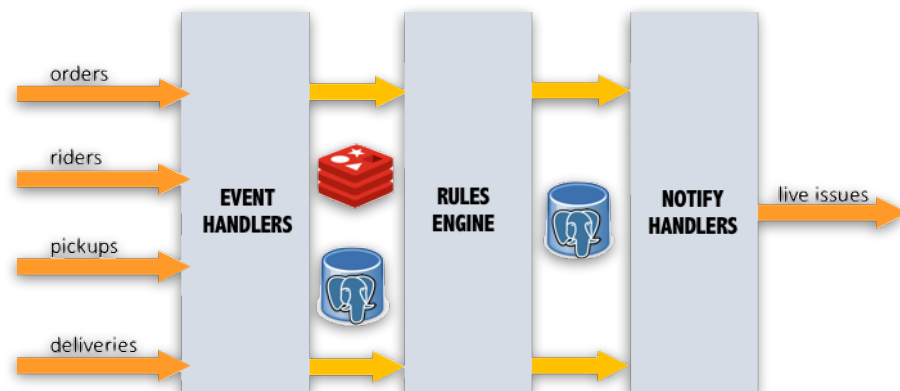 orders
riders
pickups
deliveries
EVENT
HANDLERS
RULES
ENGINE
NOTIFY
HANDLERS
live issues